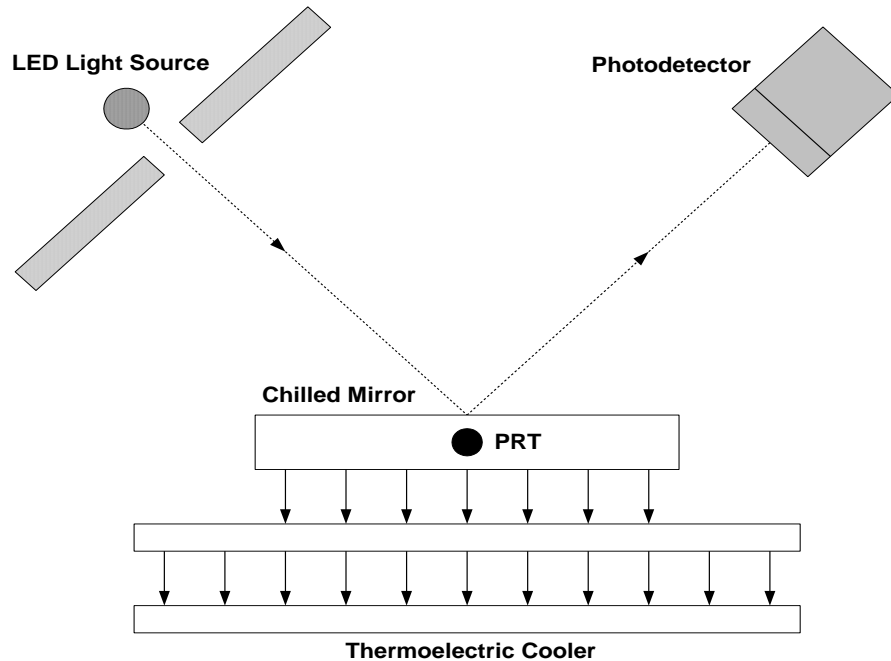 LED Light Source
Photodetector
Chilled Mirror
PRT
Thermoelectric Cooler